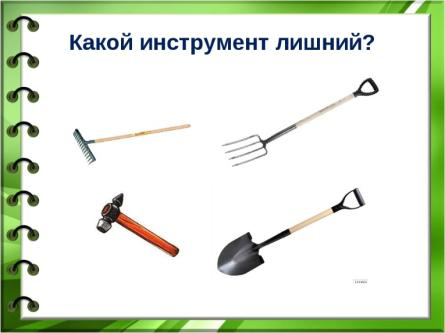 Какой инструмент лишний?